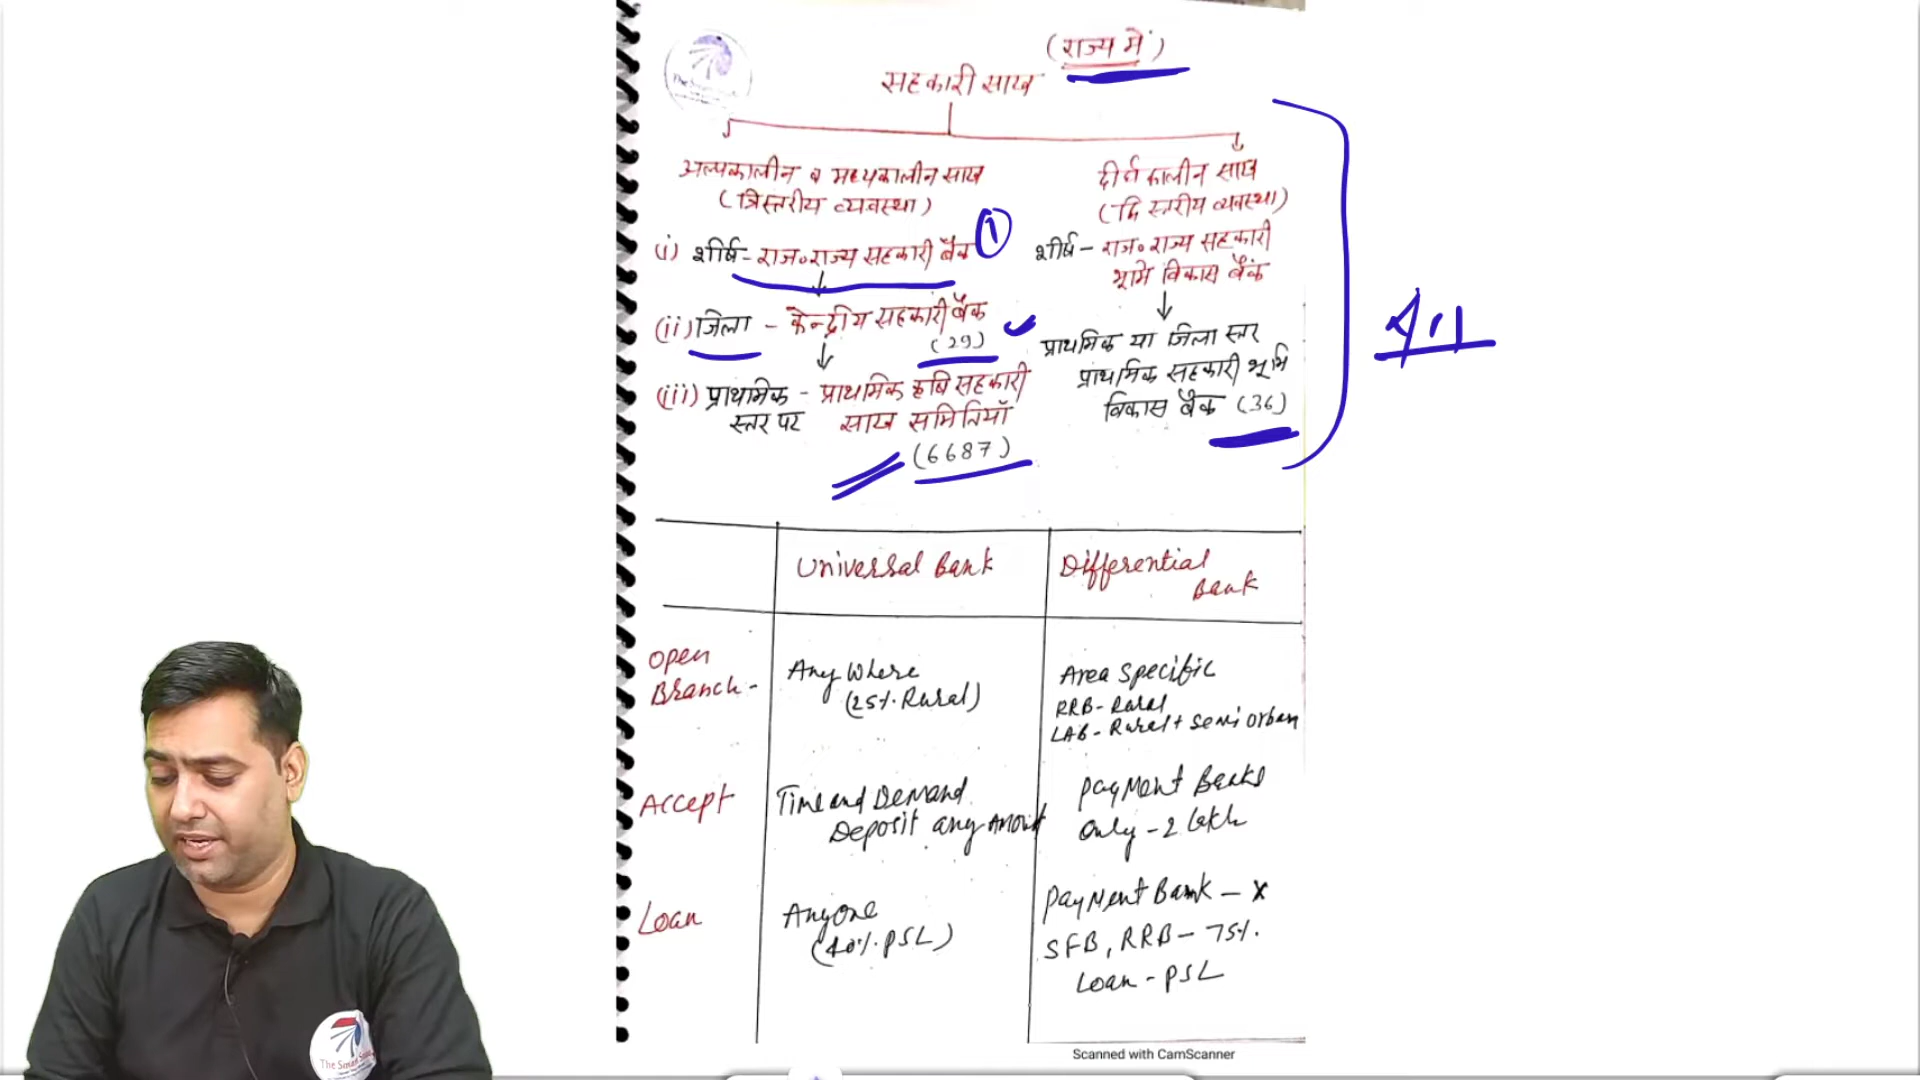 (राज्य में)
सहकारी साख
अल्पकालीन व मध्यकालीन साख
(त्रिस्तरीय व्यवस्था)
(i) शीर्ष - राज॰ राज्य सहकारी बैंक
1
(ii) जिला - केन्द्रीय सहकारी बैंक
(29)
(iii) प्राथमिक - प्राथमिक कृषि सहकारी
स्तर पर साख समितियाँ
(6687)
दीर्घकालीन साख
(द्वि स्तरीय व्यवस्था)
शीर्ष - राज॰ राज्य सहकारी
भूमि विकास बैंक
प्राथमिक या जिला स्तर
प्राथमिक सहकारी भूमि
विकास बैंक (36)
Universal Bank
Differential
Bank
Open
Branch -
Any Where
(25% Rural)
Area Specific
RRB - Rural
LAB - Rural + Semi Urban
Accept
Time and Demand
Deposit any Amount
Payment Banks
Only - 2 Lakh
Loan
Anyone
(40% PSL)
Payment Bank - X
SFB, RRB - 75%
Loan - PSL
Scanned with CamScanner